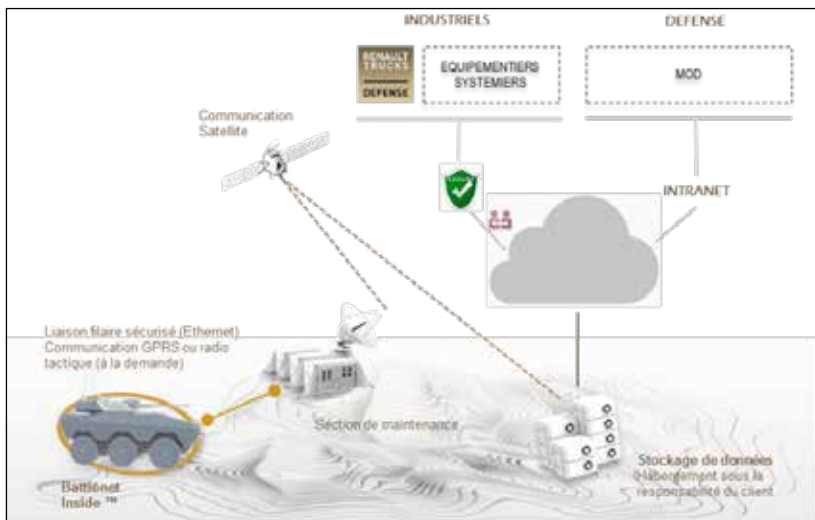 INDUSTRIELS
DEFENSE
RENAULT
TRUCKS
DEFENSE
EQUIPEMENTIERS
SYSTEMIERS
MOD
Communication
Satellite
INTRANET
Liaison filaire sécurisé (Ethernet)
Communication GPRS ou radio
tactique (à la demande)
Section de maintenance
Stockage de données
Hébergement sous la
responsabilité du client
Battlenet
Inside ™